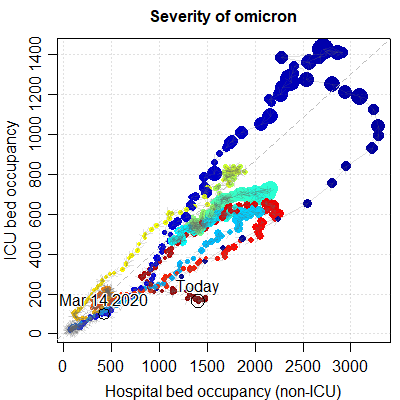 Severity of omicron
1400
1200
1000
800
600
400
200
0
ICU bed occupancy
Today
Mar 14 2020
0 500 1000 1500 2000 2500 3000
Hospital bed occupancy (non-ICU)